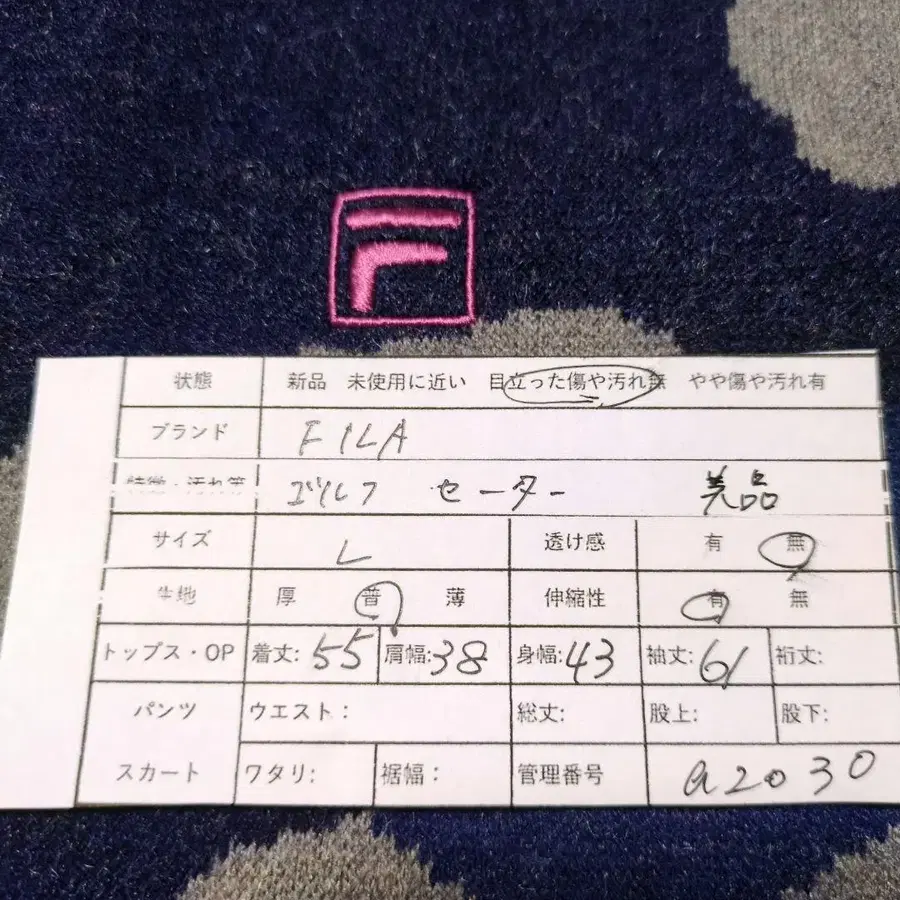 F
状態 新品 未使用に近い 目立った傷や汚れ無 やや傷や汚れ有
ブランド FILA
特徴・汚れ等 ゴルフ セーター 美品
サイズ L 透け感 有 無
生地 厚 普 薄 伸縮性 有 無
トップス・OP 着丈: 55 肩幅: 38 身幅: 43 袖丈: 61 裄丈:
パンツ ウエスト: 総丈: 股上: 股下:
スカート ワタリ: 裾幅: 管理番号 a2030